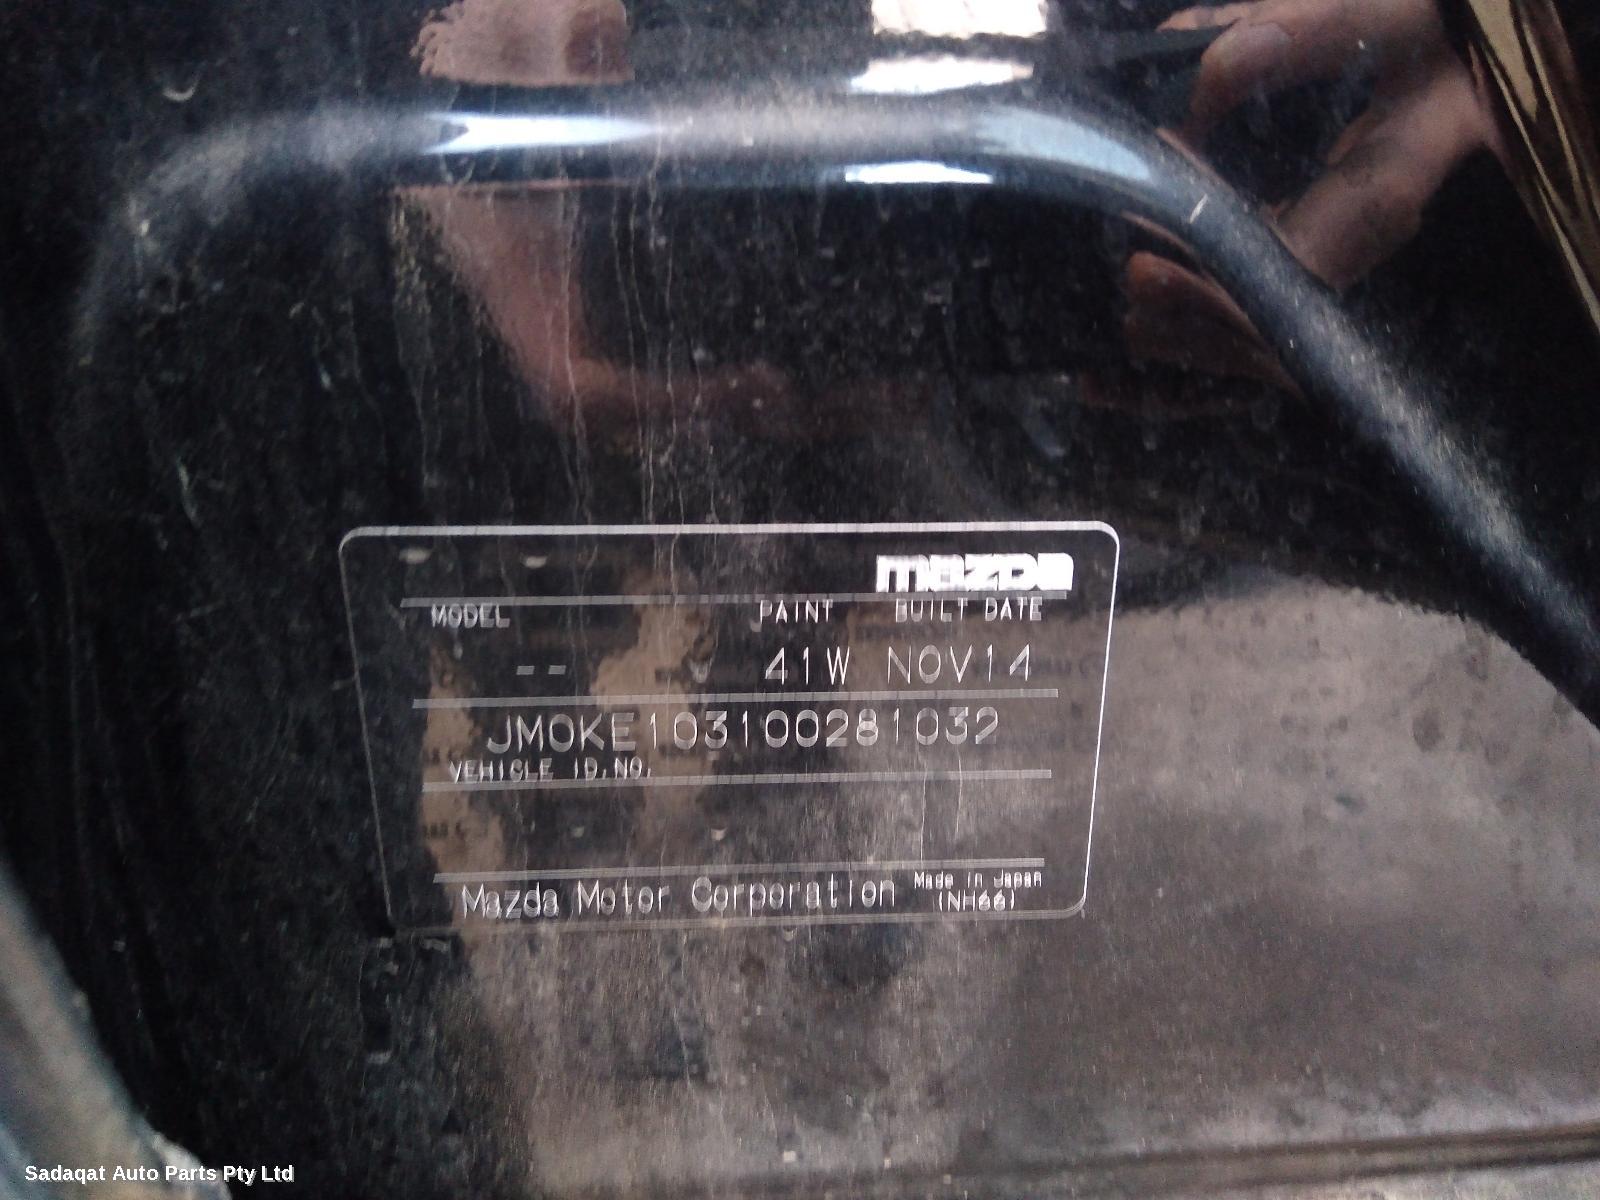 mazda
MODEL PAINT BUILT DATE
-- 41W NOV14
JM0KE103100281032
VEHICLE ID.NO.
Mazda Motor Corporation Made in Japan
(NH66)
Sadaqat Auto Parts Pty Ltd